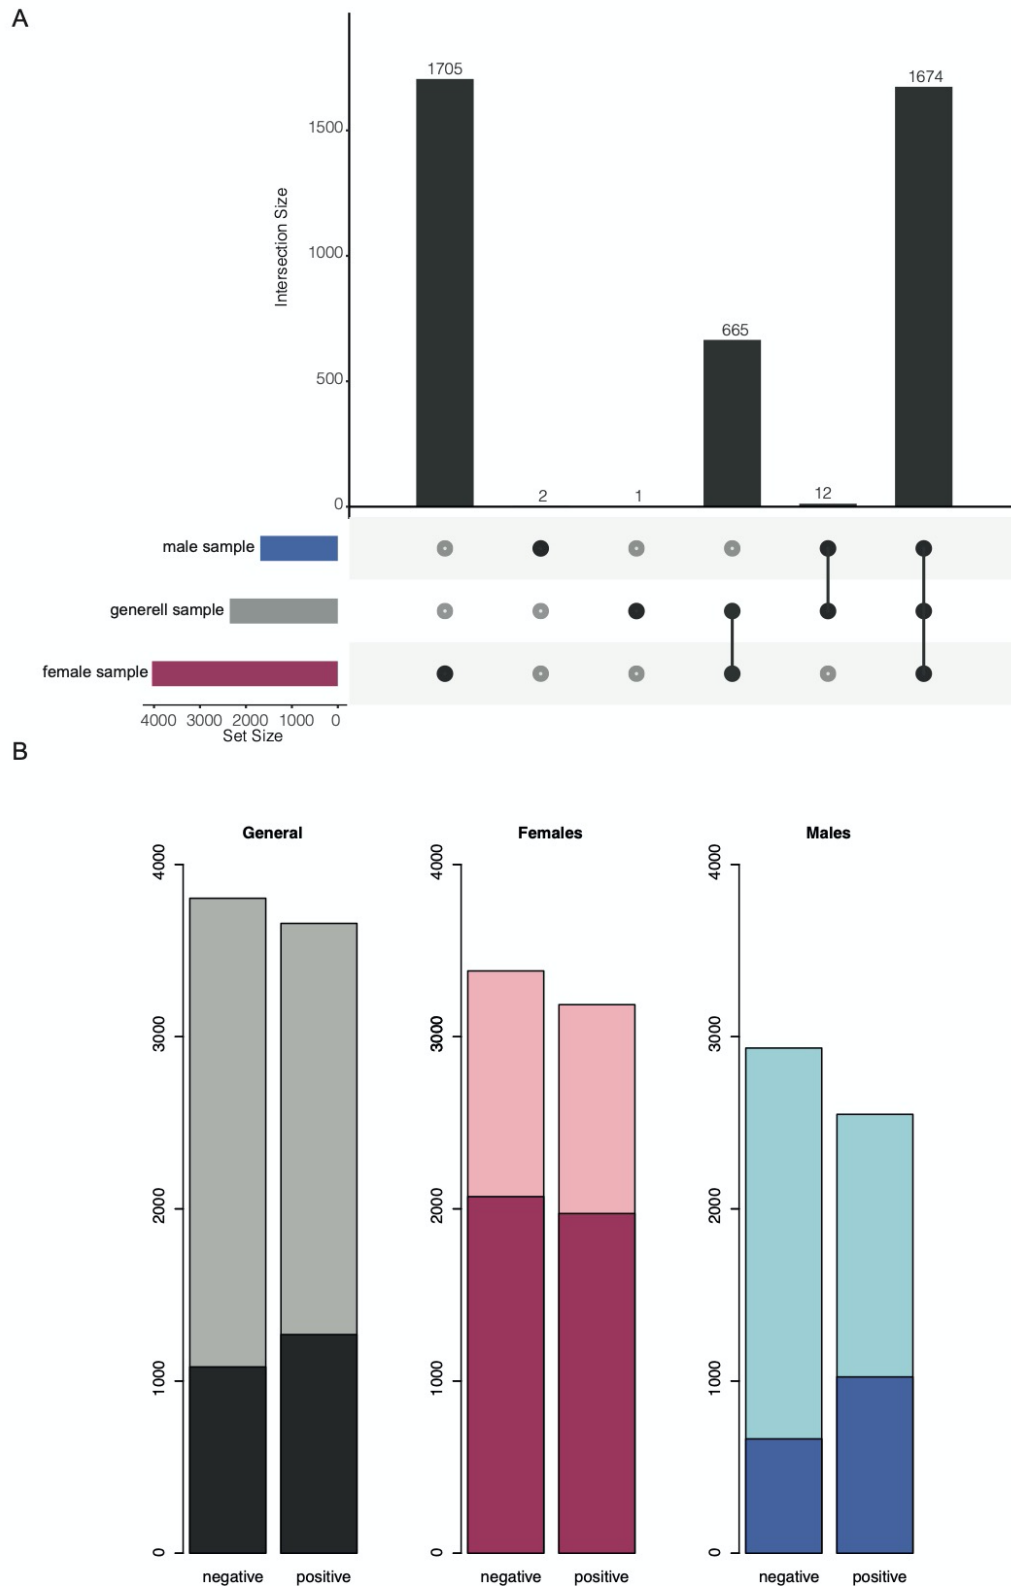 A
1705
1674
1500
Intersection Size
1000
665
500
2
1
12
0
male sample
generell sample
female sample
4000 3000 2000 1000 0
Set Size
B
General Females Males
4000 4000 4000
3000 3000 3000
2000 2000 2000
1000 1000 1000
0 0 0
negative positive negative positive negative positive